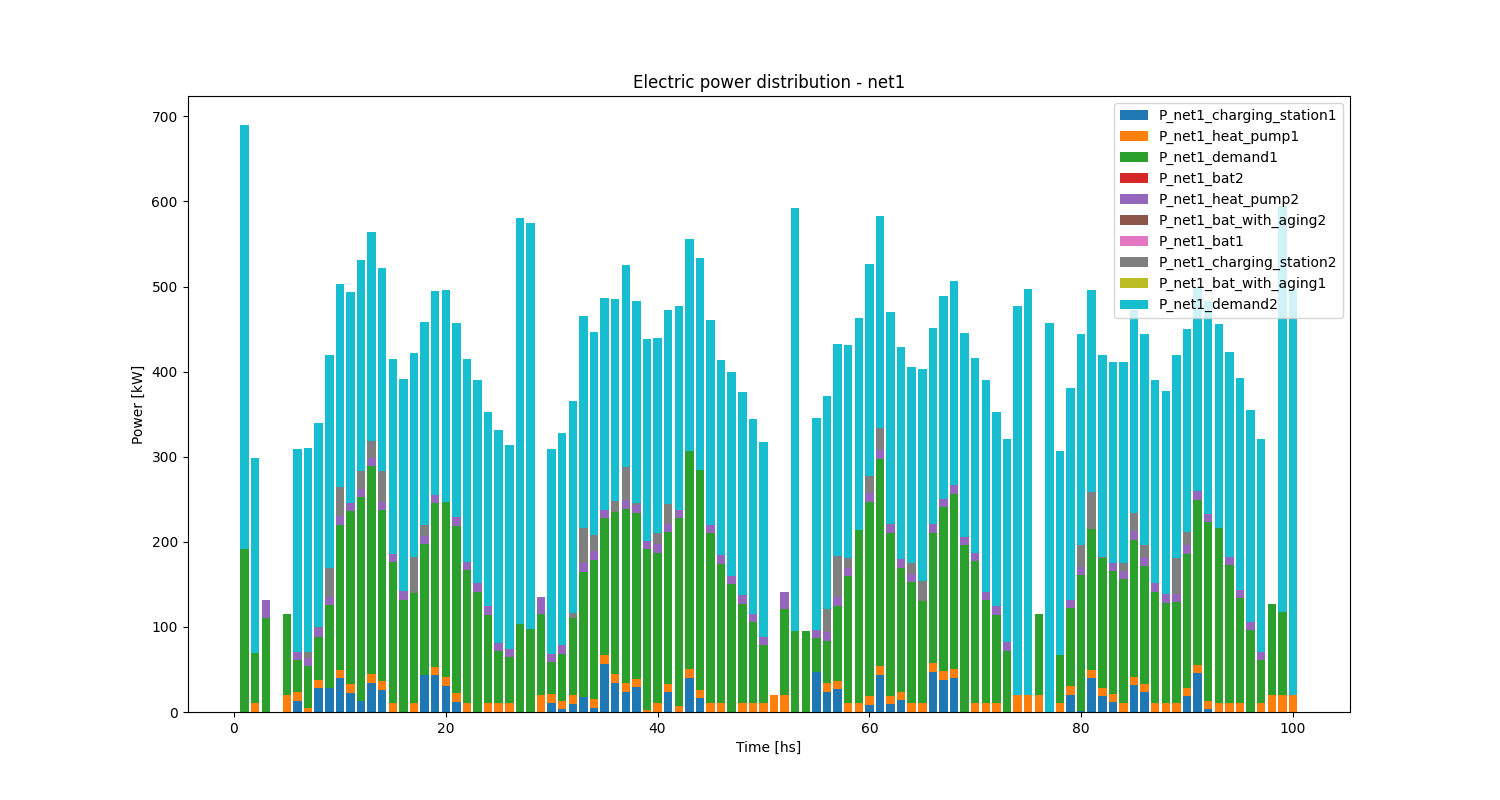 Electric power distribution - net1
700
600
500
400
300
200
100
0
Power [kW]
0
20
40
60
80
100
Time [hs]
P_net1_charging_station1
P_net1_heat_pump1
P_net1_demand1
P_net1_bat2
P_net1_heat_pump2
P_net1_bat_with_aging2
P_net1_bat1
P_net1_charging_station2
P_net1_bat_with_aging1
P_net1_demand2